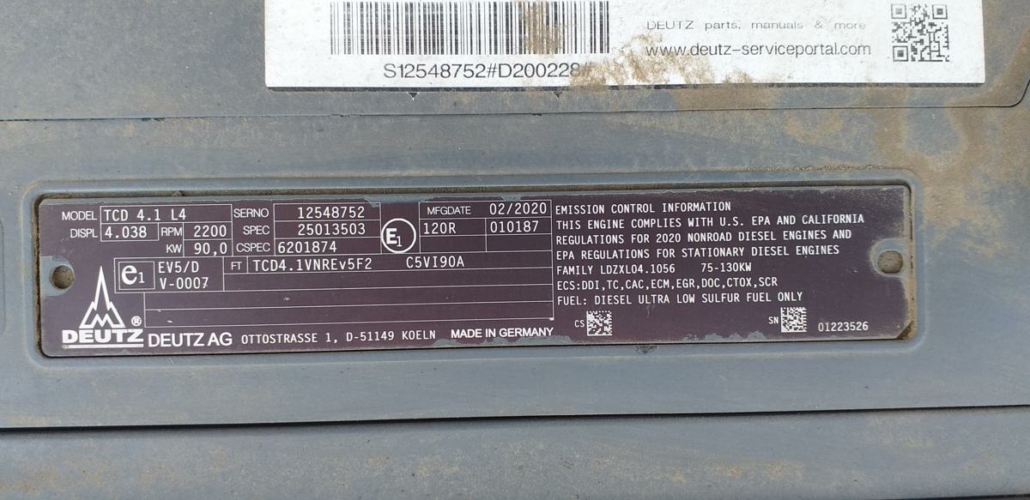 DEUTZ parts, manuals & more
www.deutz-serviceportal.com
S12548752#D200228#
MODEL TCD 4.1 L4 SERNO 12548752 MFGDATE 02/2020
DISPL 4.038 RPM 2200 SPEC 25013503 E1 120R 010187
KW 90,0 CSPEC 6201874
e1 EV5/D FT TCD4.1VNREv5F2 C5VI90A
V-0007
DEUTZ® DEUTZ AG OTTOSTRASSE 1, D-51149 KOELN MADE IN GERMANY
EMISSION CONTROL INFORMATION
THIS ENGINE COMPLIES WITH U.S. EPA AND CALIFORNIA
REGULATIONS FOR 2020 NONROAD DIESEL ENGINES AND
EPA REGULATIONS FOR STATIONARY DIESEL ENGINES
FAMILY LDZXL04.1056 75-130KW
ECS:DDI,TC,CAC,ECM,EGR,DOC,CTOX,SCR
FUEL: DIESEL ULTRA LOW SULFUR FUEL ONLY
CS SN 01223526